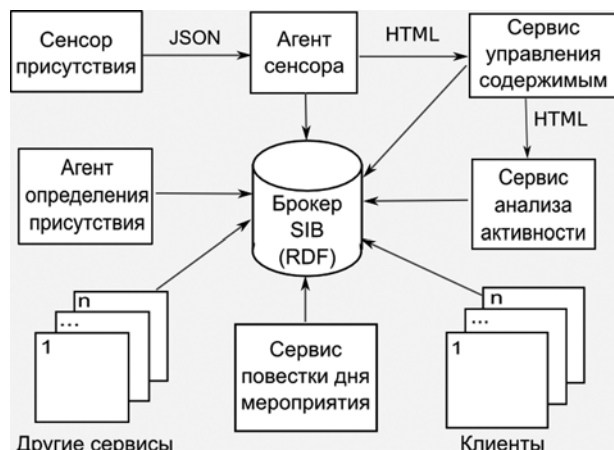 Сенсор
присутствия
JSON
Агент
сенсора
HTML
Сервис
управления
содержимым
HTML
Агент
определения
присутствия
Брокер
SIB
(RDF)
Сервис
анализа
активности
n
...
1
Другие сервисы
Сервис
повестки дня
мероприятия
n
...
1
Клиенты